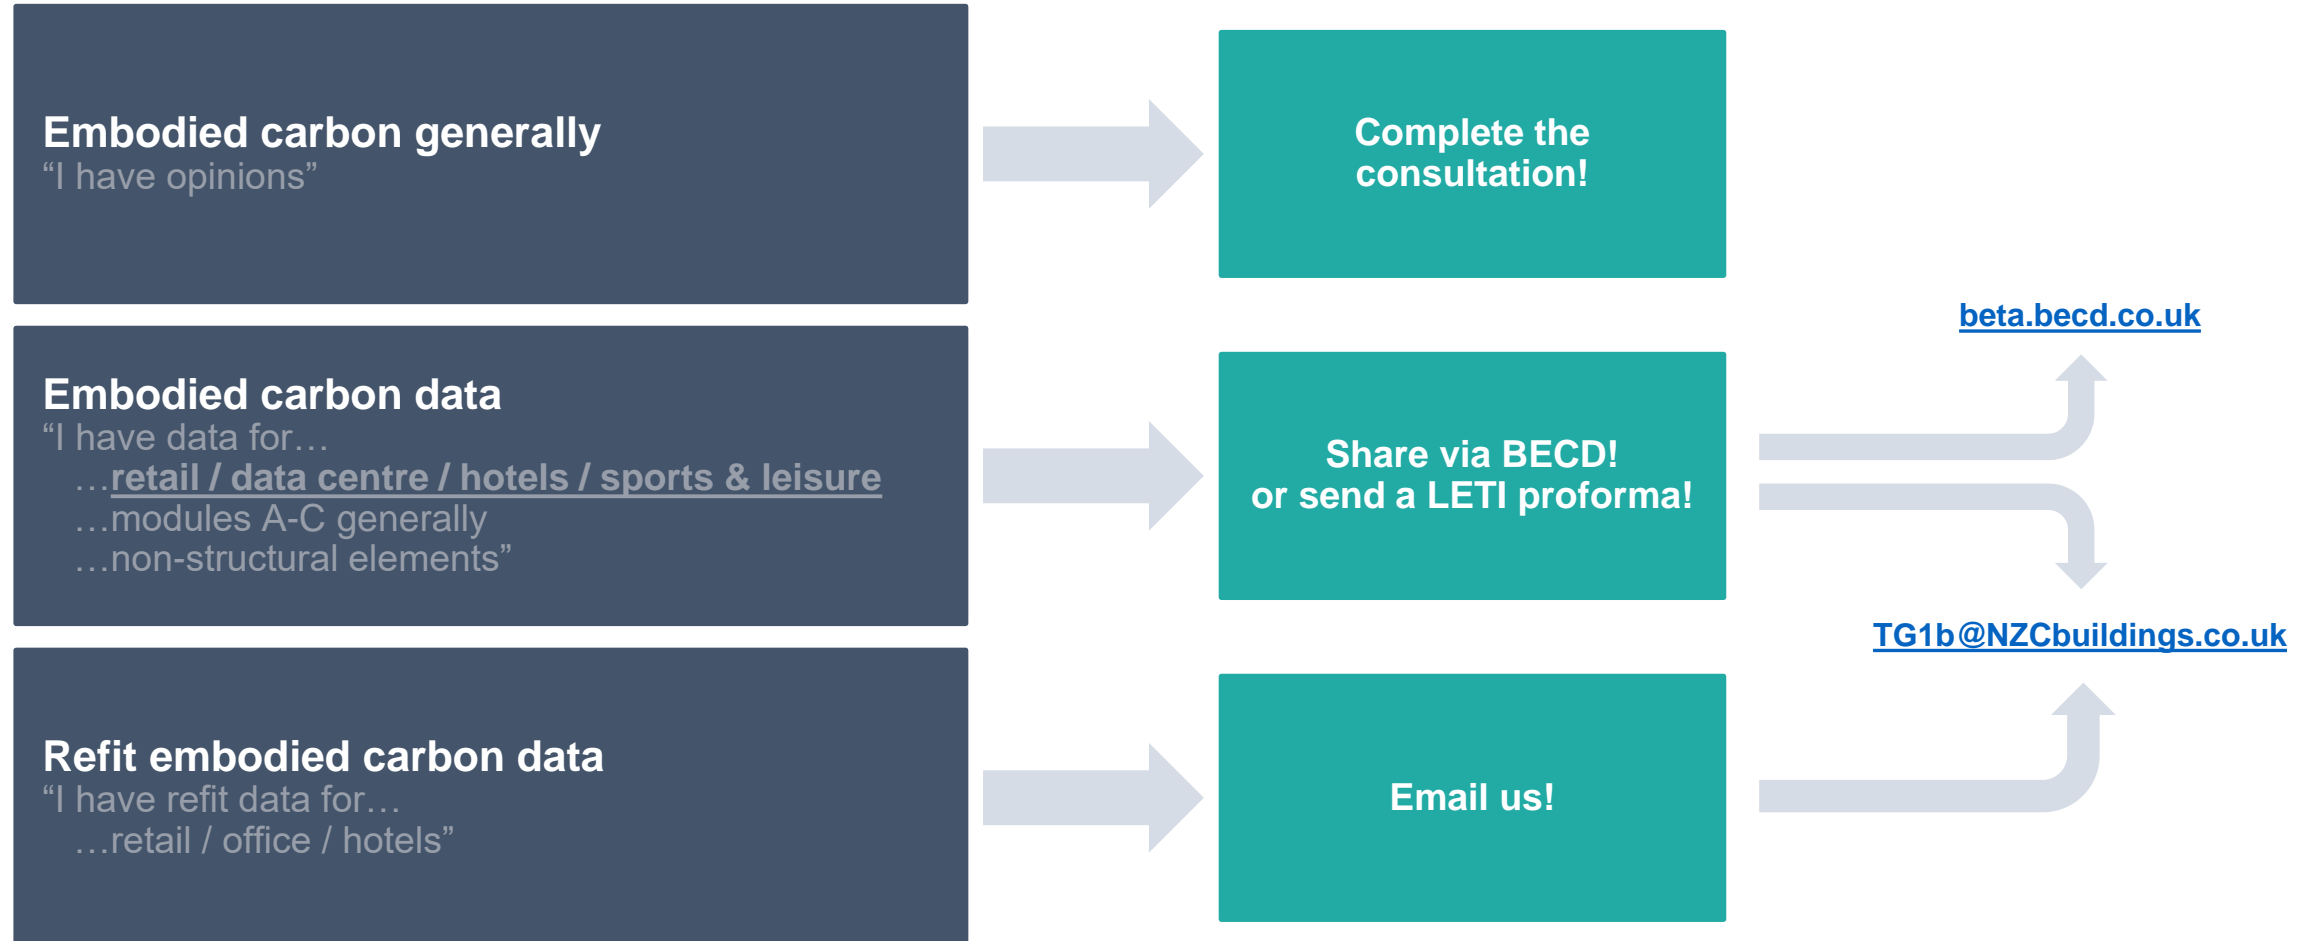 Embodied carbon generally
“I have opinions”
Complete the
consultation!
Embodied carbon data
“I have data for…
…retail / data centre / hotels / sports & leisure
…modules A-C generally
…non-structural elements”
Share via BECD!
or send a LETI proforma!
beta.becd.co.uk
TG1b@NZCbuildings.co.uk
Refit embodied carbon data
“I have refit data for…
…retail / office / hotels”
Email us!